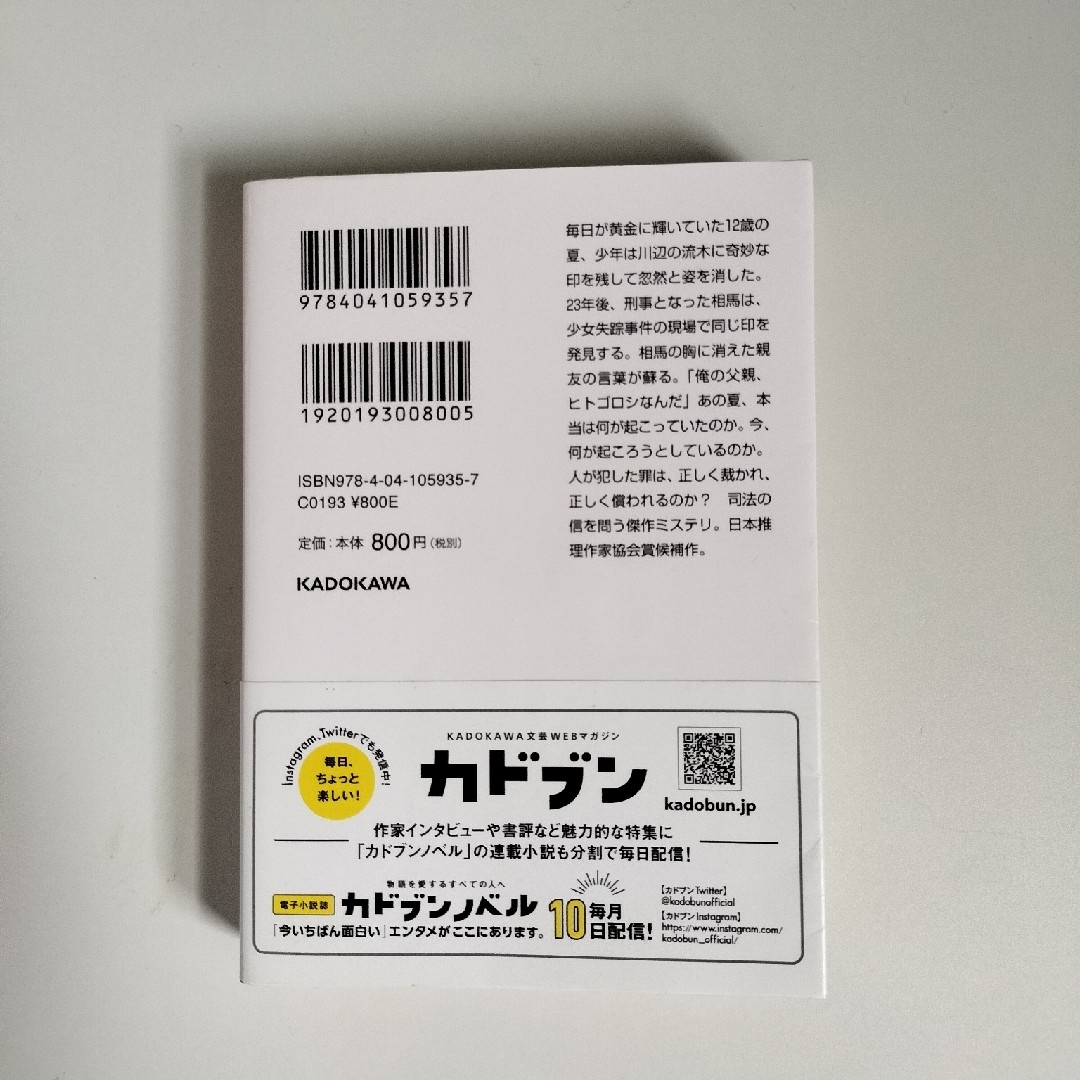 9784041059357
1920193008005
ISBN978-4-04-105935-7
C0193 ¥800E
定価：本体 800円(税別)
KADOKAWA
毎日が黄金に輝いていた12歳の
夏、少年は川辺の流木に奇妙な
印を残して忽然と姿を消した。
23年後、刑事となった相馬は、
少女失踪事件の現場で同じ印を
発見する。相馬の胸に消えた親
友の言葉が蘇る。「俺の父親、
ヒトゴロシなんだ」あの夏、本
当は何が起こっていたのか。今、
何が起ころうとしているのか。
人が犯した罪は、正しく裁かれ、
正しく償われるのか？　司法の
信を問う傑作ミステリ。日本推
理作家協会賞候補作。
Instagram、Twitterでも発信中！
毎日、
ちょっと
楽しい！
KADOKAWA文芸WEBマガジン
カドブン
kadobun.jp
作家インタビューや書評など魅力的な特集に
「カドブンノベル」の連載小説も分割で毎日配信！
物語を愛するすべての人へ
電子小説誌
カドブンノベル
「今いちばん面白い」エンタメがここにあります。
毎月
10日配信！
【カドブンTwitter】
@kadobunofficial
【カドブンInstagram】
https://www.instagram.com/
kadobun_official/